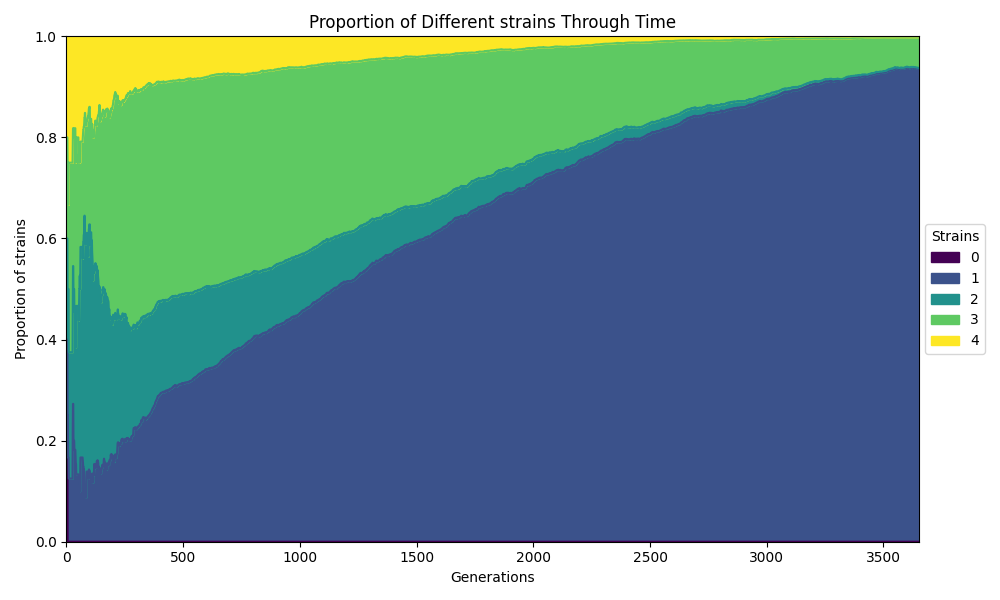 Proportion of Different strains Through Time
Proportion of strains
1.0
0.8
0.6
0.4
0.2
0.0
0 500 1000 1500 2000 2500 3000 3500
Generations
Strains
0
1
2
3
4